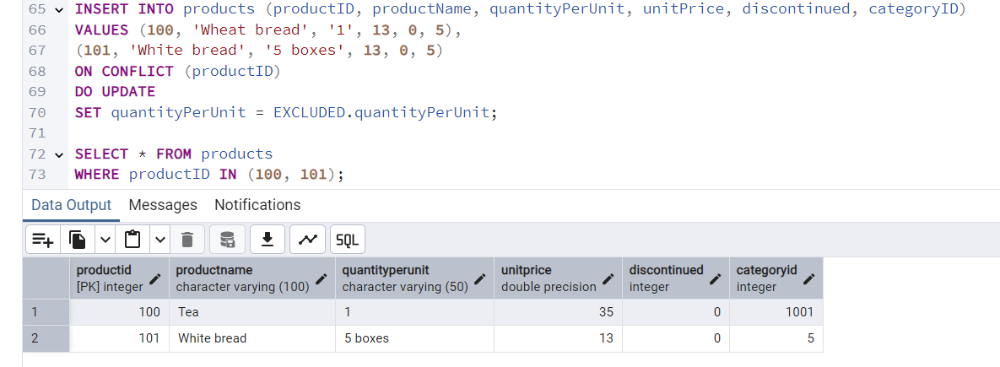 65 INSERT INTO products (productID, productName, quantityPerUnit, unitPrice, discontinued, categoryID)
66 VALUES (100, 'Wheat bread', '1', 13, 0, 5),
67 (101, 'White bread', '5 boxes', 13, 0, 5)
68 ON CONFLICT (productID)
69 DO UPDATE
70 SET quantityPerUnit = EXCLUDED.quantityPerUnit;
71
72 SELECT * FROM products
73 WHERE productID IN (100, 101);
Data Output Messages Notifications
SQL
productid productname quantityperunit unitprice discontinued categoryid
[PK] integer character varying (100) character varying (50) double precision integer integer
1 100 Tea 1 35 0 1001
2 101 White bread 5 boxes 13 0 5